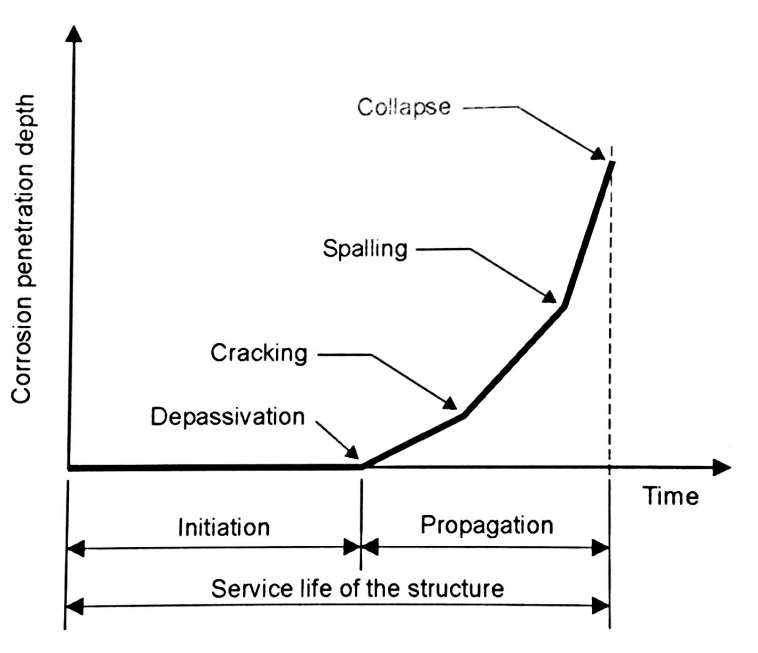 Collapse
Corrosion penetration depth
Spalling
Cracking
Depassivation
Time
Initiation
Propagation
Service life of the structure